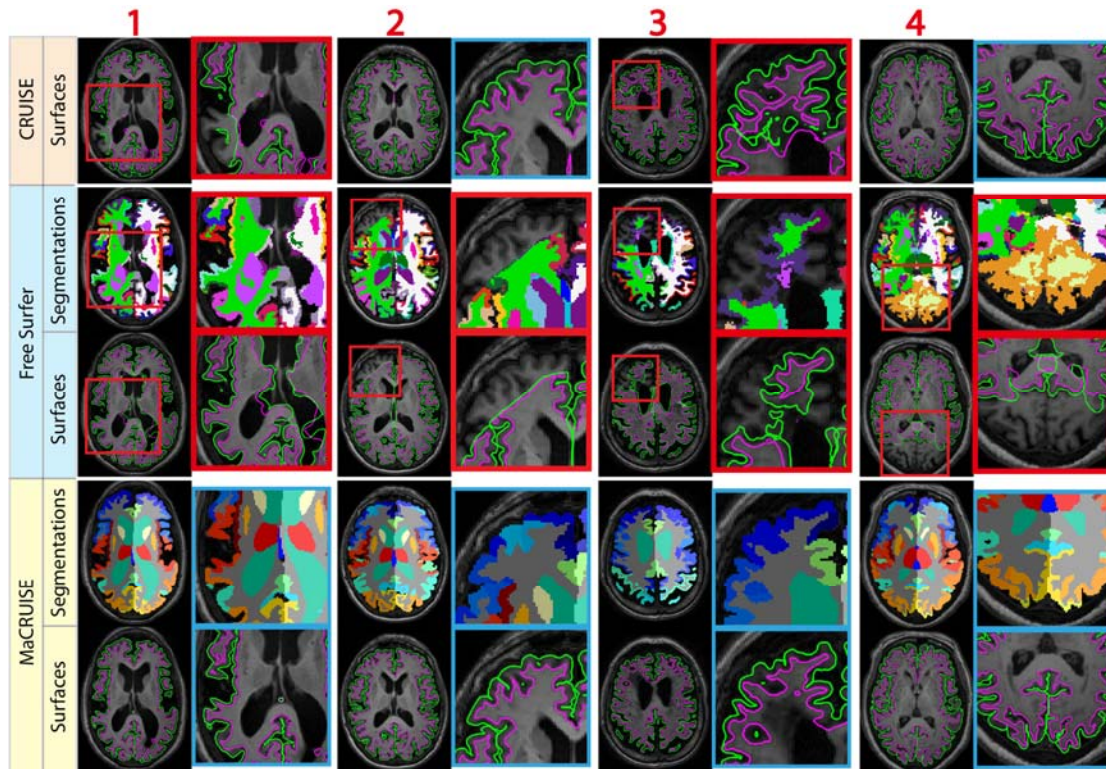 1 2 3 4
CRUISE
Surfaces
Free Surfer
Segmentations
Surfaces
MaCRUISE
Segmentations
Surfaces